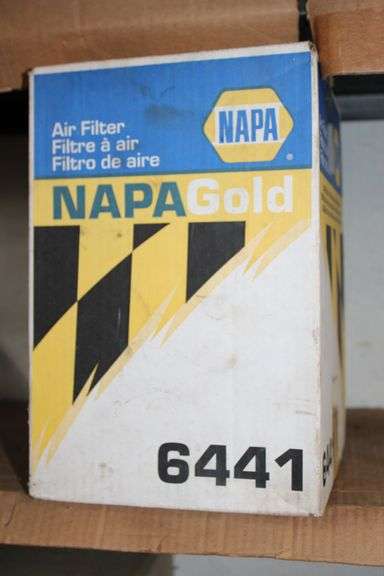 NAPA
®
Air Filter
Filtre à air
Filtro de aire
NAPAGold
6441